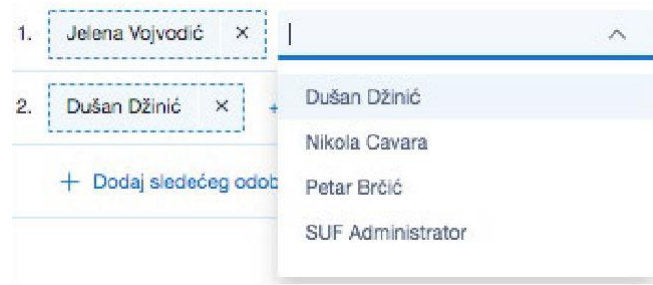 1. Jelena Vojvodić ×
2. Dušan Džinić × +
+ Dodaj sledećeg odob
Dušan Džinić
Nikola Cavara
Petar Brčić
SUF Administrator